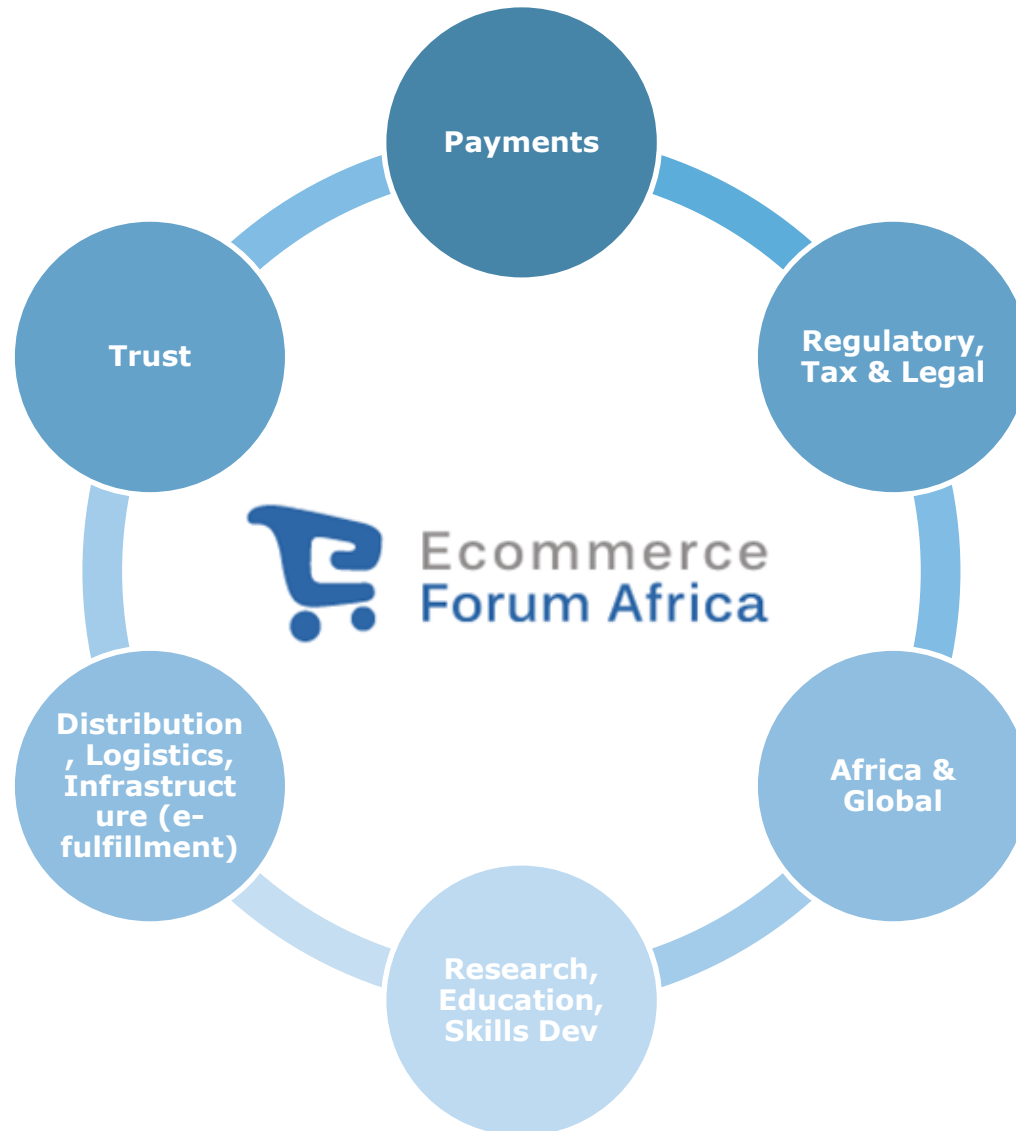 Payments
Regulatory,
Tax & Legal
Africa &
Global
Research,
Education,
Skills Dev
Distribution
, Logistics,
Infrastruct
ure (e-
fulfillment)
Trust
Ecommerce
Forum Africa